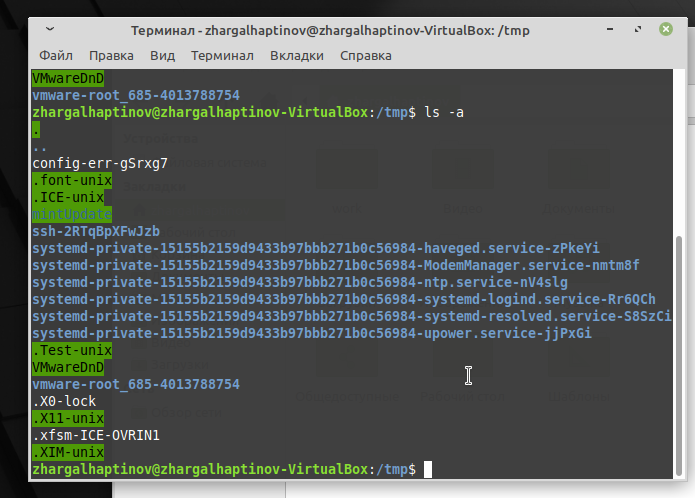 Терминал - zhargalhaptinov@zhargalhaptinov-VirtualBox: /tmp
Файл Правка Вид Терминал Вкладки Справка
VMwareDnD
vmware-root_685-4013788754
zhargalhaptinov@zhargalhaptinov-VirtualBox:/tmp$ ls -a
.
..
config-err-gSrxg7
.font-unix
.ICE-unix
mintUpdate
ssh-2RTqBpXFwJzb
systemd-private-15155b2159d9433b97bbb271b0c56984-haveged.service-zPkeYi
systemd-private-15155b2159d9433b97bbb271b0c56984-ModemManager.service-nmtm8f
systemd-private-15155b2159d9433b97bbb271b0c56984-ntp.service-nV4slg
systemd-private-15155b2159d9433b97bbb271b0c56984-systemd-logind.service-Rr6QCh
systemd-private-15155b2159d9433b97bbb271b0c56984-systemd-resolved.service-S8SzCi
systemd-private-15155b2159d9433b97bbb271b0c56984-upower.service-jjPxGi
.Test-unix
VMwareDnD
vmware-root_685-4013788754
.X0-lock
.X11-unix
.xfsm-ICE-OVRIN1
.XIM-unix
zhargalhaptinov@zhargalhaptinov-VirtualBox:/tmp$